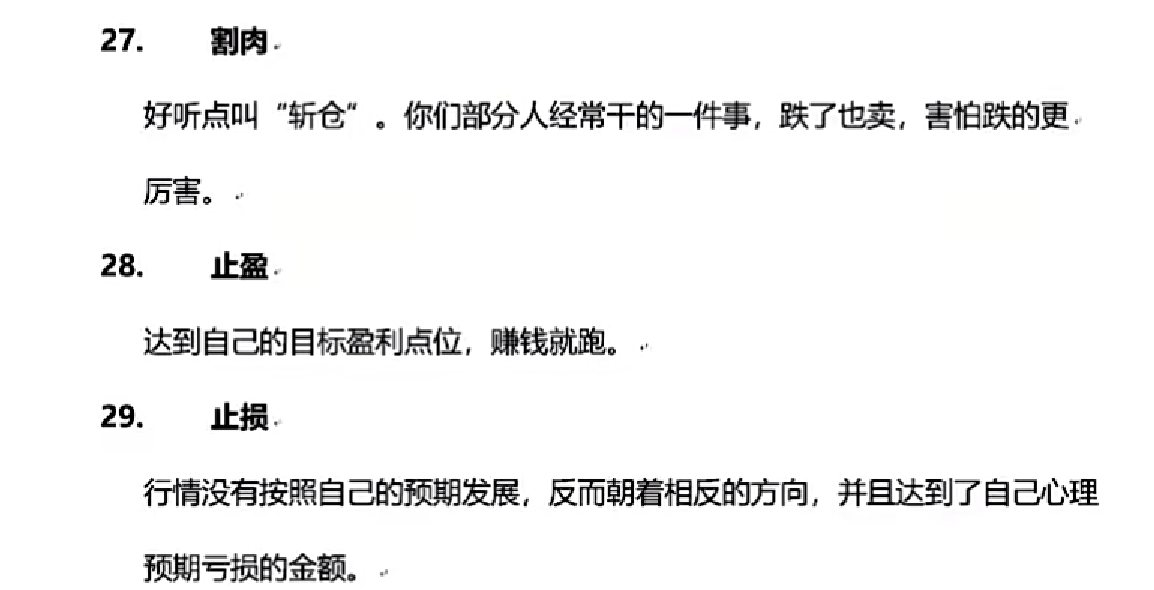 27. 割肉
好听点叫“斩仓”。你们部分人经常干的一件事，跌了也卖，害怕跌的更
厉害。
28. 止盈
达到自己的目标盈利点位，赚钱就跑。
29. 止损
行情没有按照自己的预期发展，反而朝着相反的方向，并且达到了自己心理
预期亏损的金额。